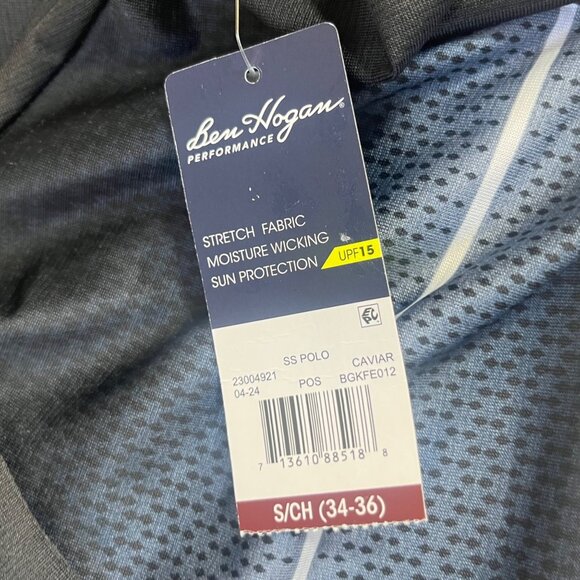 Ben Hogan®
PERFORMANCE
STRETCH FABRIC
MOISTURE WICKING
SUN PROTECTION UPF15
EPC
SS POLO
23004921 CAVIAR
04-24 POS BGKFE012
7 13610 88518 8
S/CH (34-36)